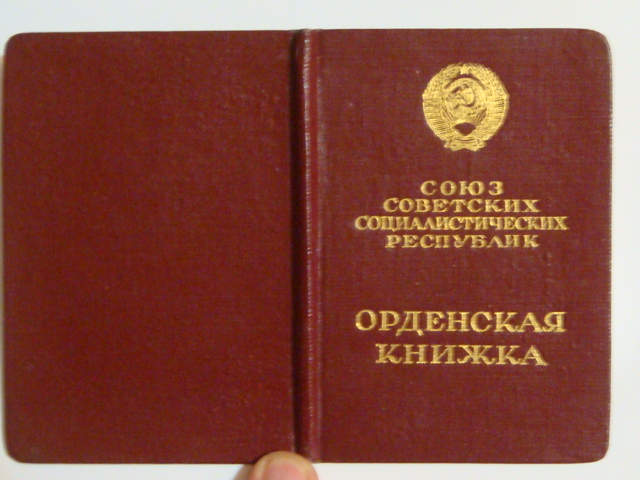 СОЮЗ
СОВЕТСКИХ
СОЦИАЛИСТИЧЕСКИХ
РЕСПУБЛИК
ОРДЕНСКАЯ
КНИЖКА